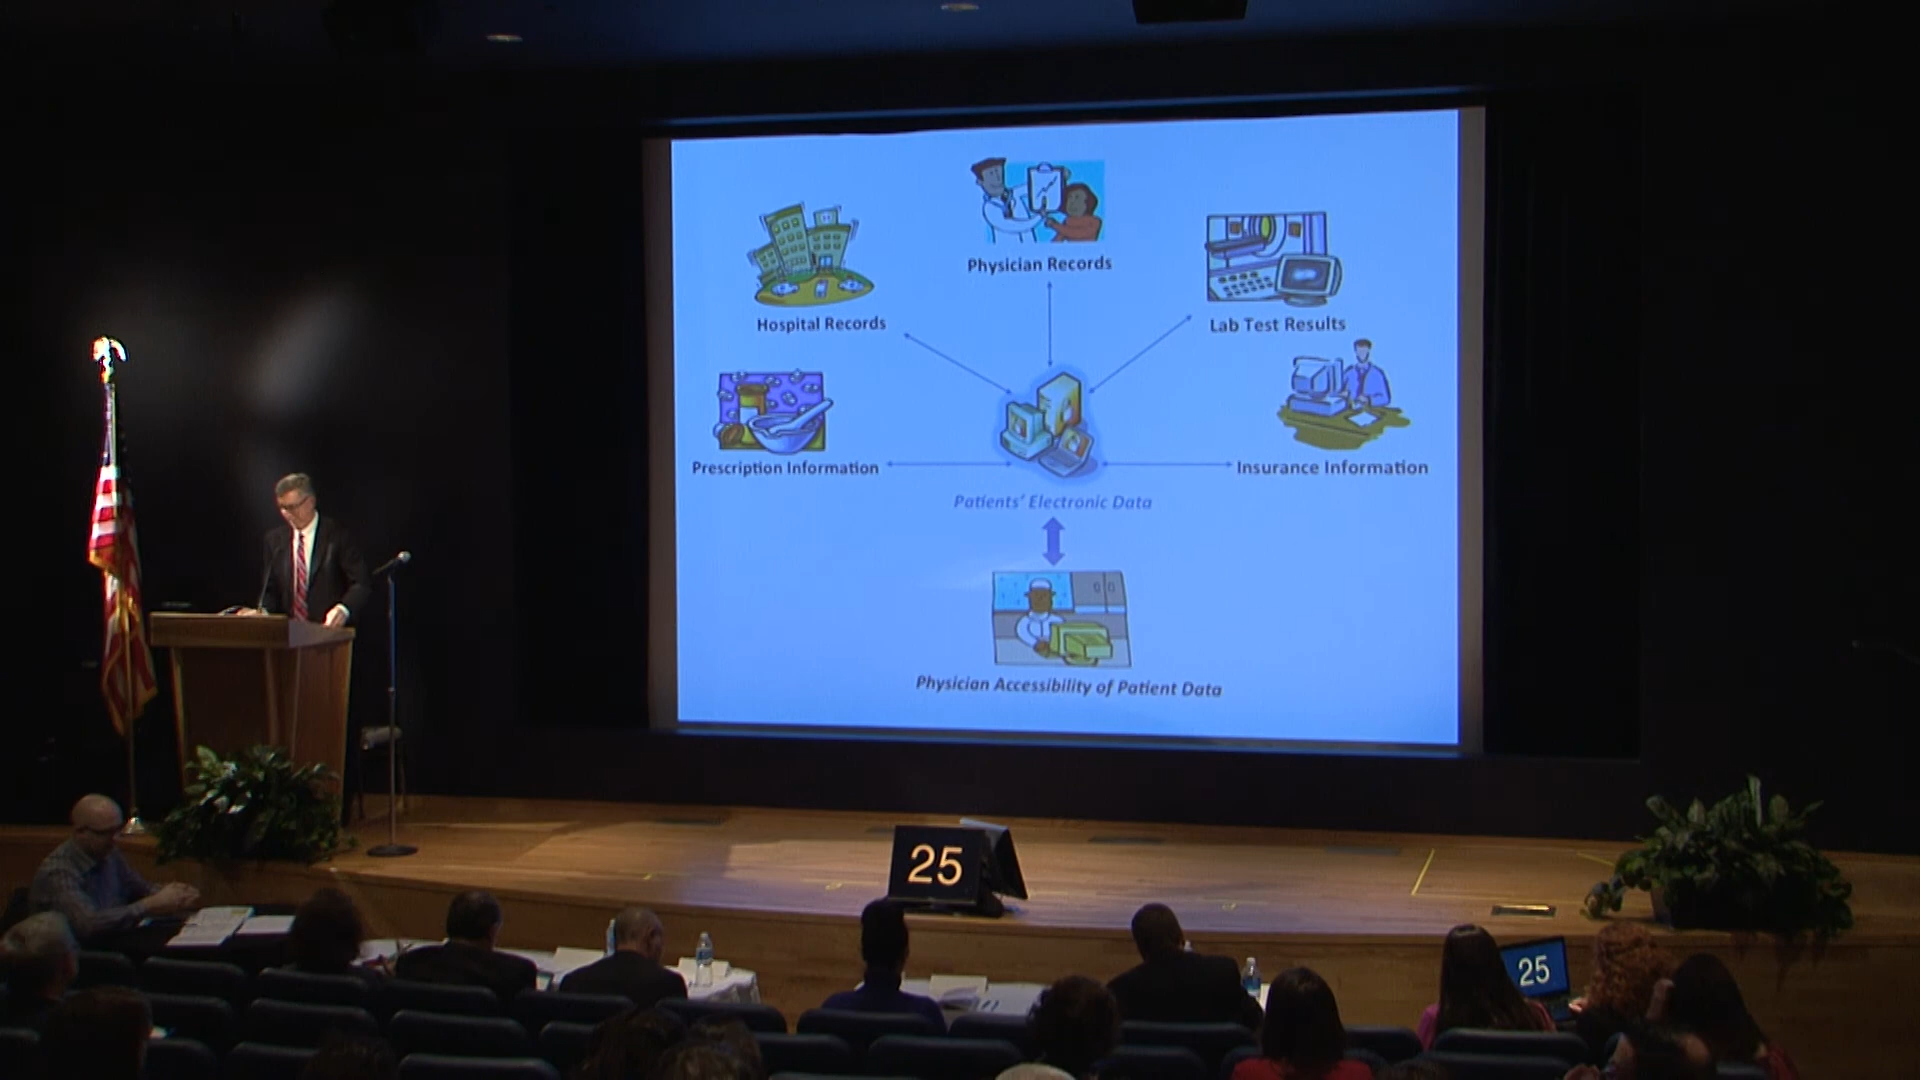 Physician Records
Hospital Records
Lab Test Results
Prescription Information
Insurance Information
Patients' Electronic Data
Physician Accessibility of Patient Data
25
25